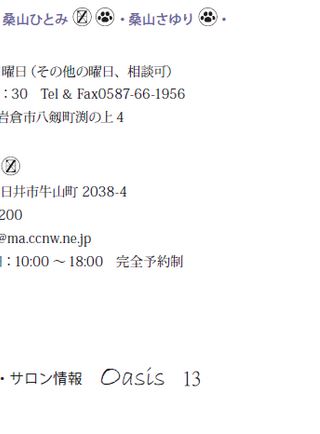 桑山ひとみ ・桑山さゆり ・
曜日（その他の曜日、相談可）
：30　Tel & Fax0587-66-1956
岩倉市八剱町渕の上 4
日井市牛山町 2038-4
200
@ma.ccnw.ne.jp
：10:00 ～ 18:00　完全予約制
・サロン情報　Oasis　13